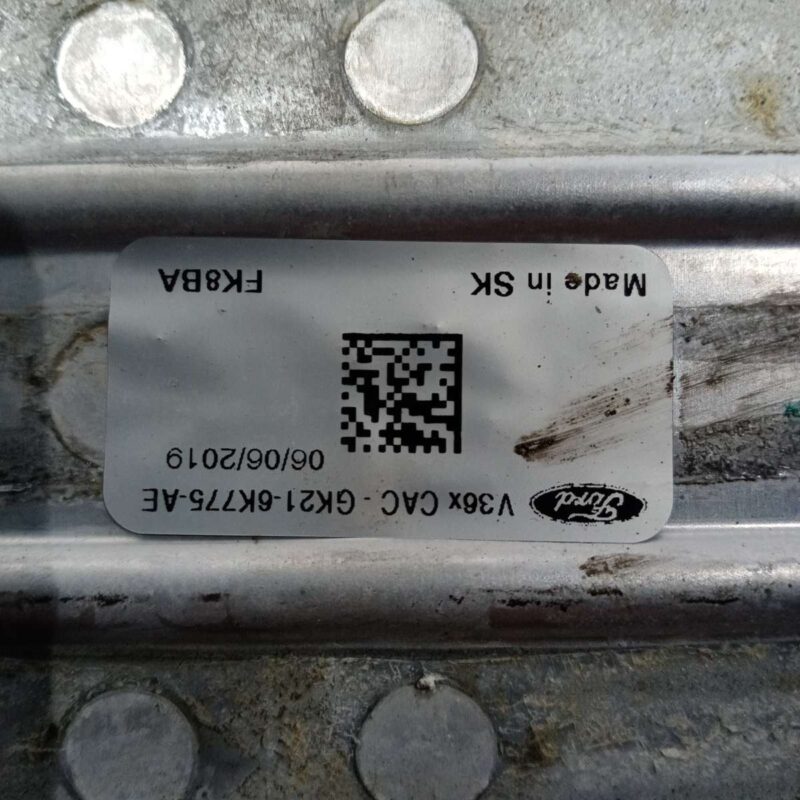 Ford V36x CAC - GK21-6K775-AE
06/06/2019
Made in SK FK8BA